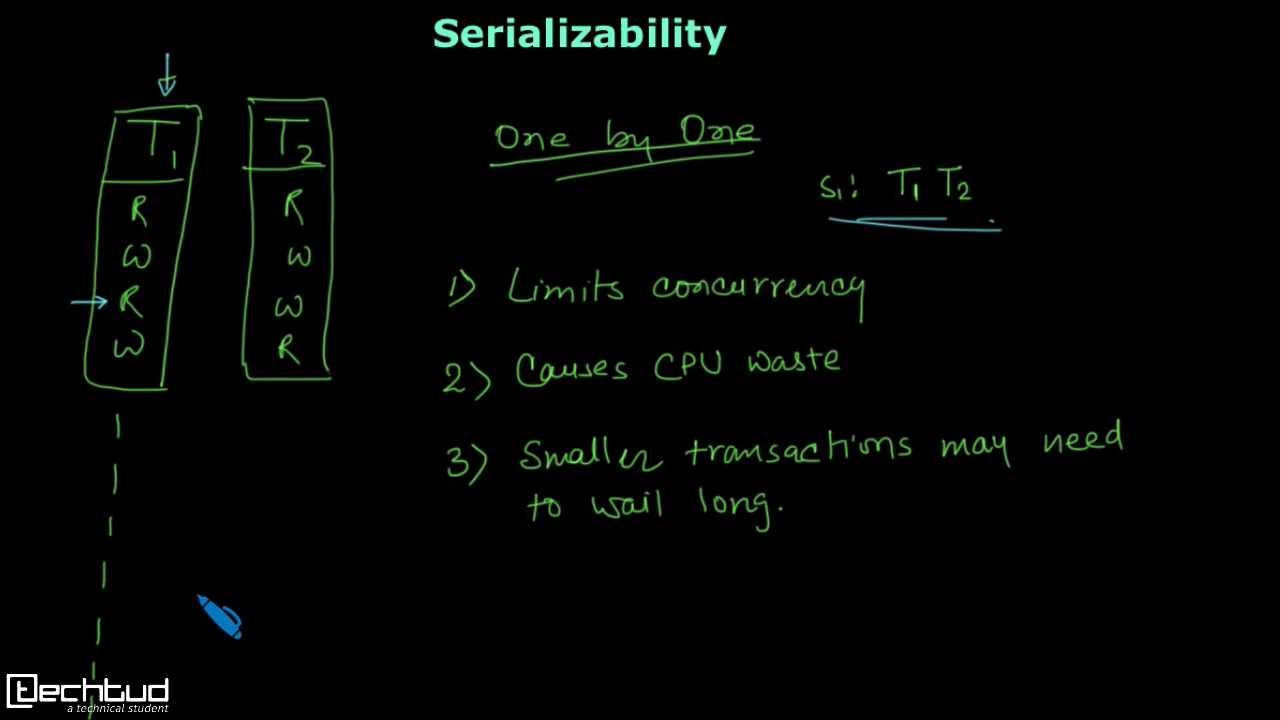 Serializability
T1 T2
R R
W W
R W
W R
One by One
S1: T1 T2
1) Limits concurrency
2) Causes CPU waste
3) Smaller transactions may need
to wail long.
techtud
a technical student